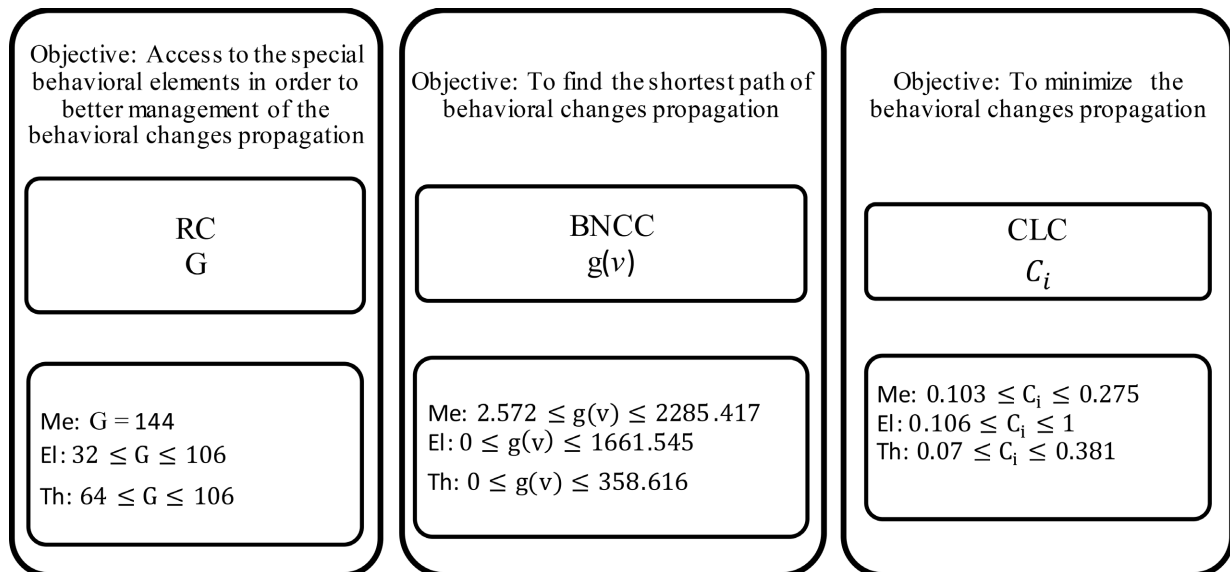 Objective: Access to the special
behavioral elements in order to
better management of the
behavioral changes propagation
RC
G
Me: G = 144
El: 32 ≤ G ≤ 106
Th: 64 ≤ G ≤ 106
Objective: To find the shortest path of
behavioral changes propagation
BNCC
g(v)
Me: 2.572 ≤ g(v) ≤ 2285.417
El: 0 ≤ g(v) ≤ 1661.545
Th: 0 ≤ g(v) ≤ 358.616
Objective: To minimize the
behavioral changes propagation
CLC
C_i
Me: 0.103 ≤ C_i ≤ 0.275
El: 0.106 ≤ C_i ≤ 1
Th: 0.07 ≤ C_i ≤ 0.381